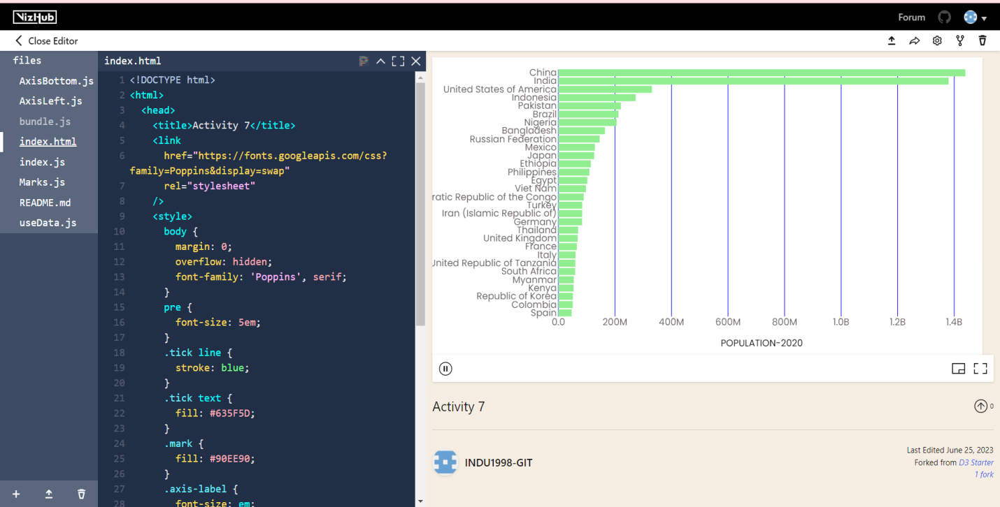 VizHub
Forum
Close Editor
files
AxisBottom.js
AxisLeft.js
bundle.js
index.html
index.js
Marks.js
README.md
useData.js
index.html
1 <!DOCTYPE html>
2 <html>
3 <head>
4 <title>Activity 7</title>
5 <link
6 href="https://fonts.googleapis.com/css?
family=Poppins&display=swap"
7 rel="stylesheet"
8 />
9 <style>
10 body {
11 margin: 0;
12 overflow: hidden;
13 font-family: 'Poppins', serif;
14 }
15 pre {
16 font-size: 5em;
17 }
18 .tick line {
19 stroke: blue;
20 }
21 .tick text {
22 fill: #635F5D;
23 }
24 .mark {
25 fill: #90EE90;
26 }
27 .axis-label {
28 font-size: em;
China
India
United States of America
Indonesia
Pakistan
Brazil
Nigeria
Bangladesh
Russian Federation
Mexico
Japan
Ethiopia
Philippines
Egypt
Viet Nam
ratic Republic of the Congo
Turkey
Iran (Islamic Republic of)
Germany
Thailand
United Kingdom
France
Italy
United Republic of Tanzania
South Africa
Myanmar
Kenya
Republic of Korea
Colombia
Spain
0.0 200M 400M 600M 800M 1.0B 1.2B 1.4B
POPULATION-2020
Activity 7
0
INDU1998-GIT
Last Edited June 25, 2023
Forked from D3 Starter
1 fork